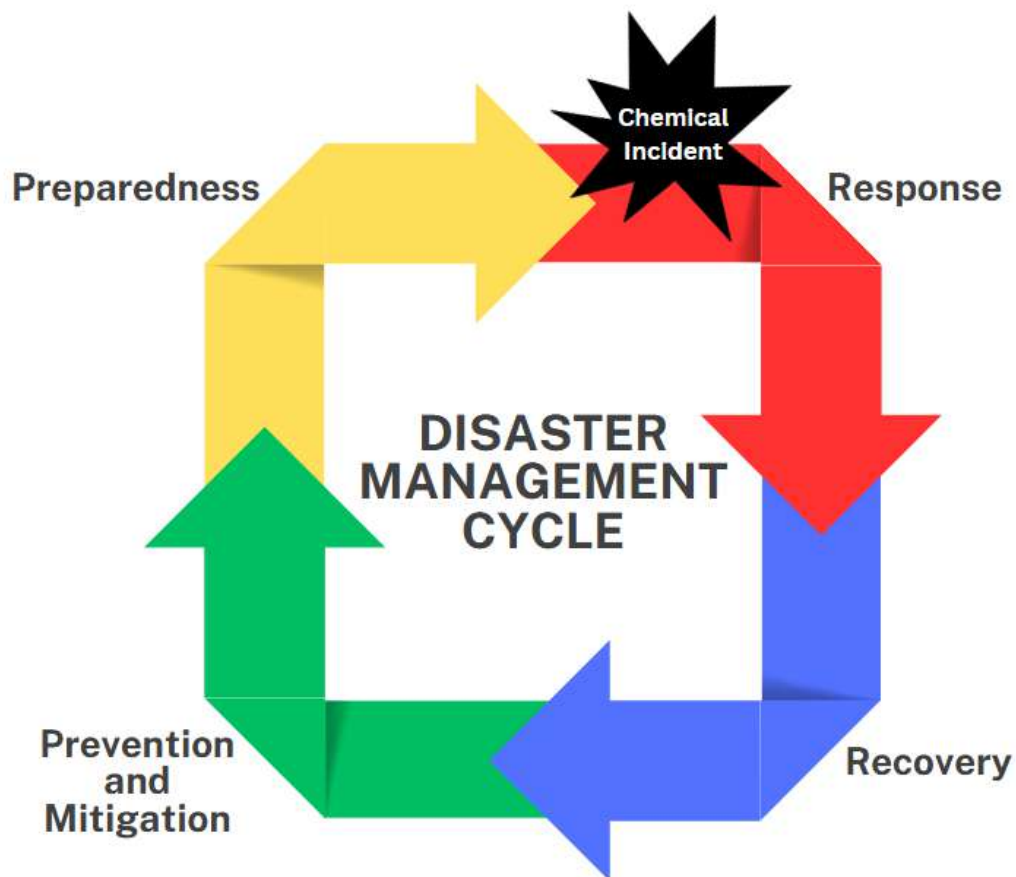 Chemical
Incident
Preparedness
Response
DISASTER
MANAGEMENT
CYCLE
Prevention
and
Mitigation
Recovery